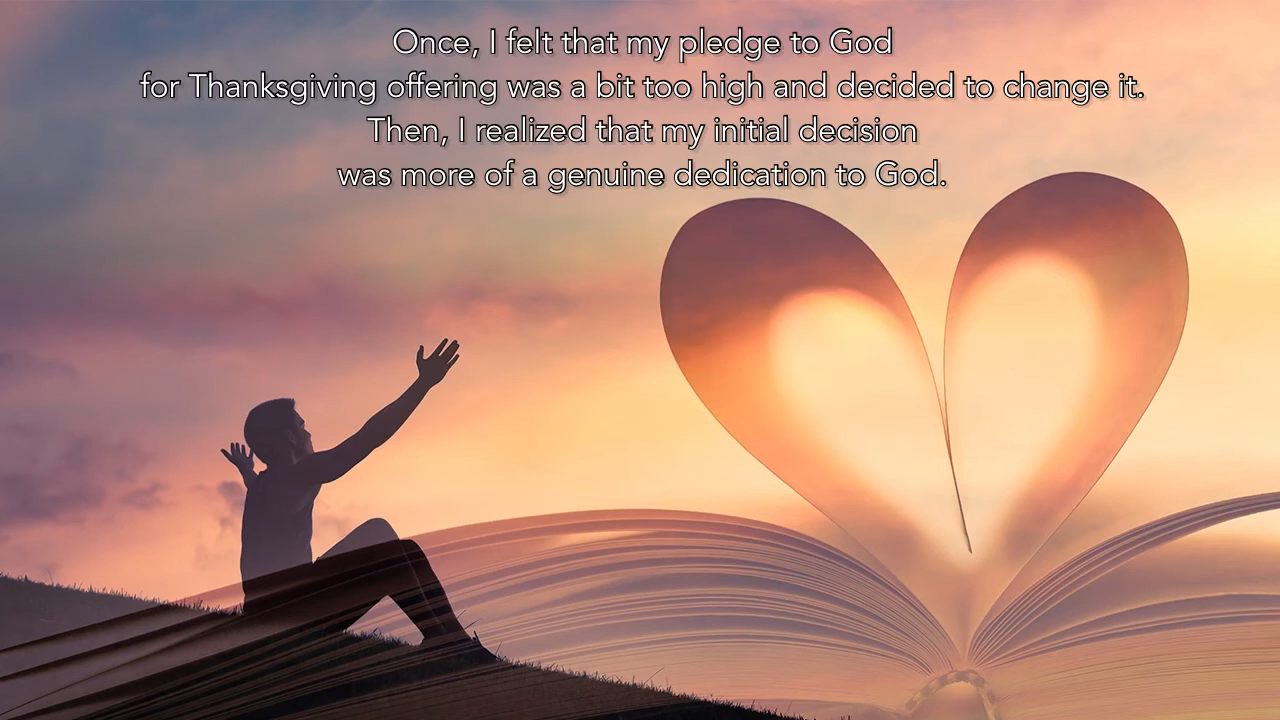 Once, I felt that my pledge to God
for Thanksgiving offering was a bit too high and decided to change it.
Then, I realized that my initial decision
was more of a genuine dedication to God.